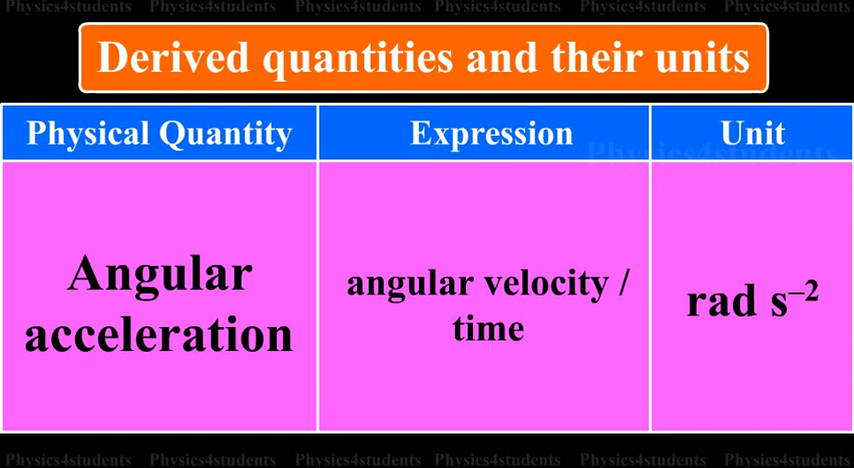 Physics4students Physics4students Physics4students Physics4students Physics4students Physics4students
Derived quantities and their units
Physical Quantity Expression Unit
Physics4students
Angular
acceleration
angular velocity /
time
rad s⁻²
Physics4students Physics4students Physics4students Physics4students Physics4students Physics4students